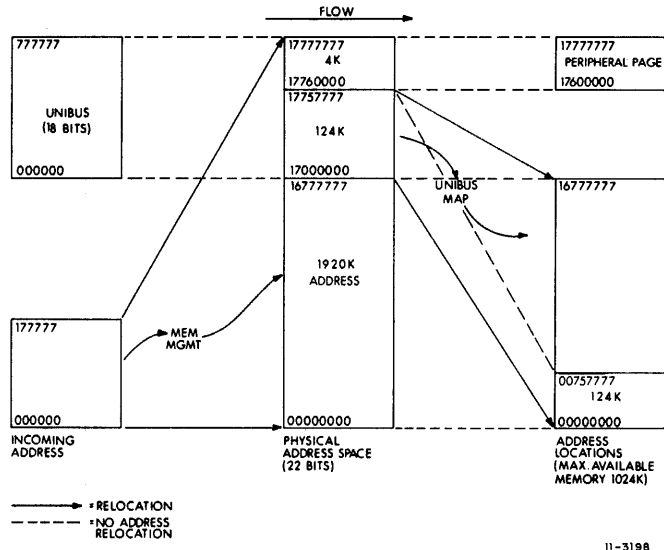 FLOW
777777
UNIBUS
(18 BITS)
000000
177777
000000
INCOMING
ADDRESS
MEM
MGMT
17777777
4K
17760000
17757777
124K
17000000
16777777
1920K
ADDRESS
00000000
PHYSICAL
ADDRESS SPACE
(22 BITS)
UNIBUS
MAP
17777777
PERIPHERAL PAGE
17600000
16777777
00757777
124K
00000000
ADDRESS
LOCATIONS
(MAX. AVAILABLE
MEMORY 1024K)
= RELOCATION
= NO ADDRESS
RELOCATION
11-3198